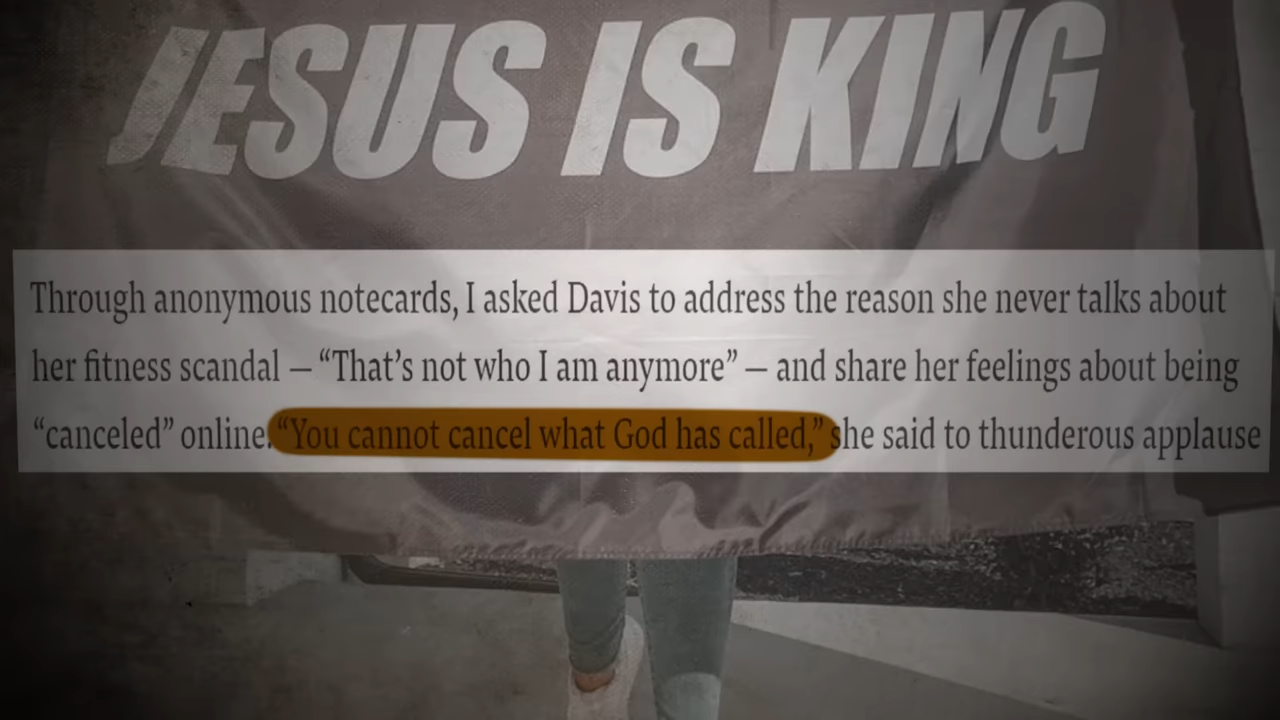 JESUS IS KING
Through anonymous notecards, I asked Davis to address the reason she never talks about
her fitness scandal — “That’s not who I am anymore” — and share her feelings about being
“canceled” online. “You cannot cancel what God has called,” she said to thunderous applause